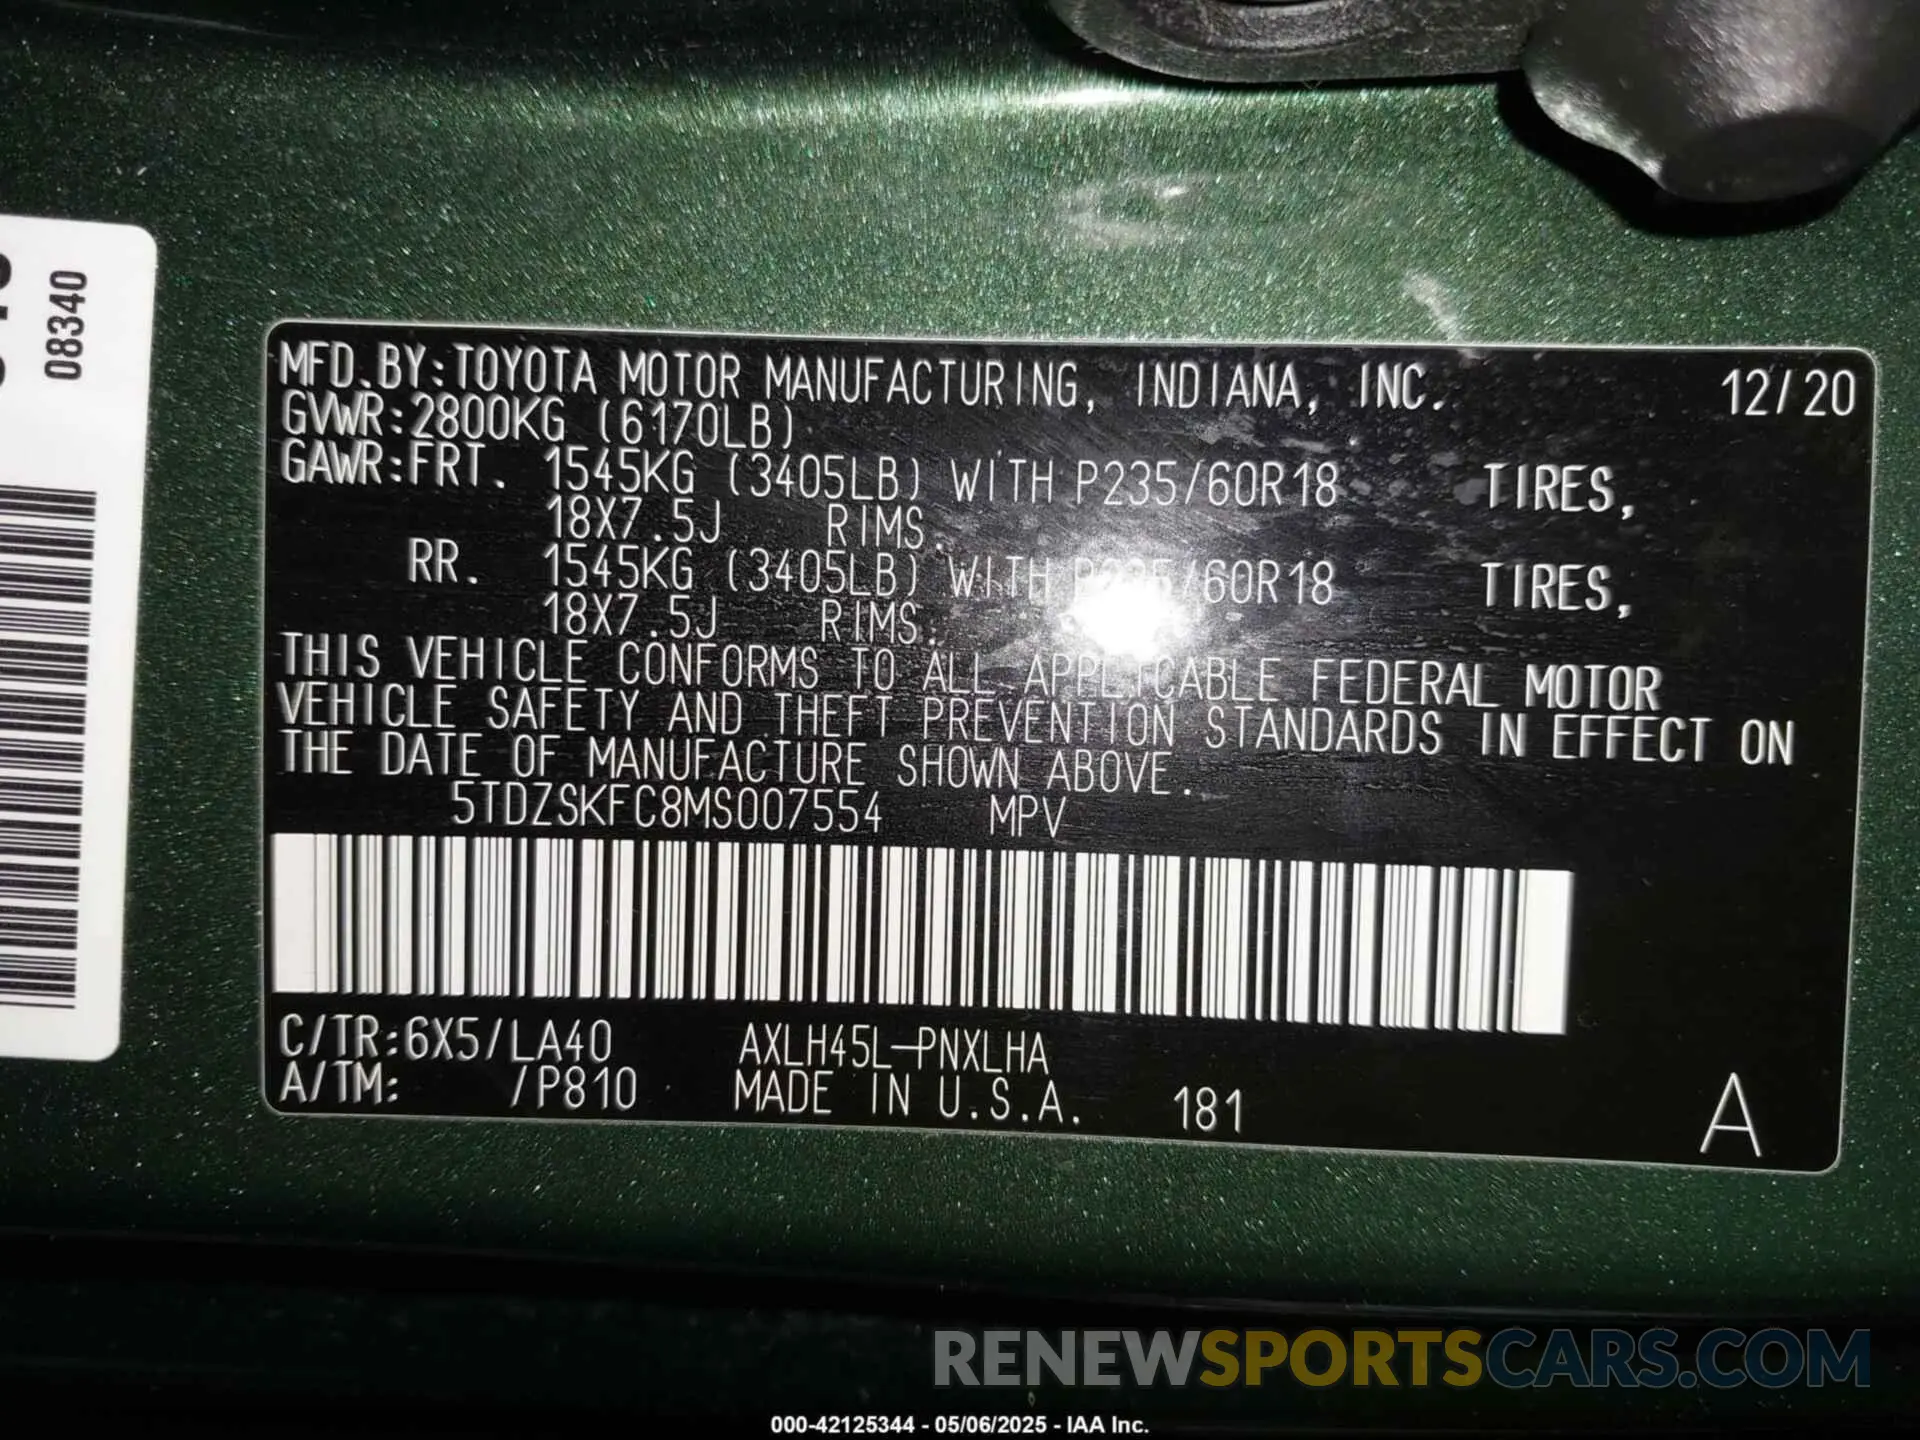 08340
MFD.BY:TOYOTA MOTOR MANUFACTURING, INDIANA, INC. 12/20
GVWR:2800KG (6170LB)
GAWR:FRT. 1545KG (3405LB) WITH P235/60R18 TIRES,
18X7.5J RIMS
RR. 1545KG (3405LB) WITH P235/60R18 TIRES,
18X7.5J RIMS.
THIS VEHICLE CONFORMS TO ALL APPLICABLE FEDERAL MOTOR
VEHICLE SAFETY AND THEFT PREVENTION STANDARDS IN EFFECT ON
THE DATE OF MANUFACTURE SHOWN ABOVE.
5TDZSKFC8MS007554 MPV
C/TR:6X5/LA40 AXLH45L-PNXLHA
A/TM: /P810 MADE IN U.S.A. 181 A
RENEWSPORTSCARS.COM
000-42125344 - 05/06/2025 - IAA Inc.